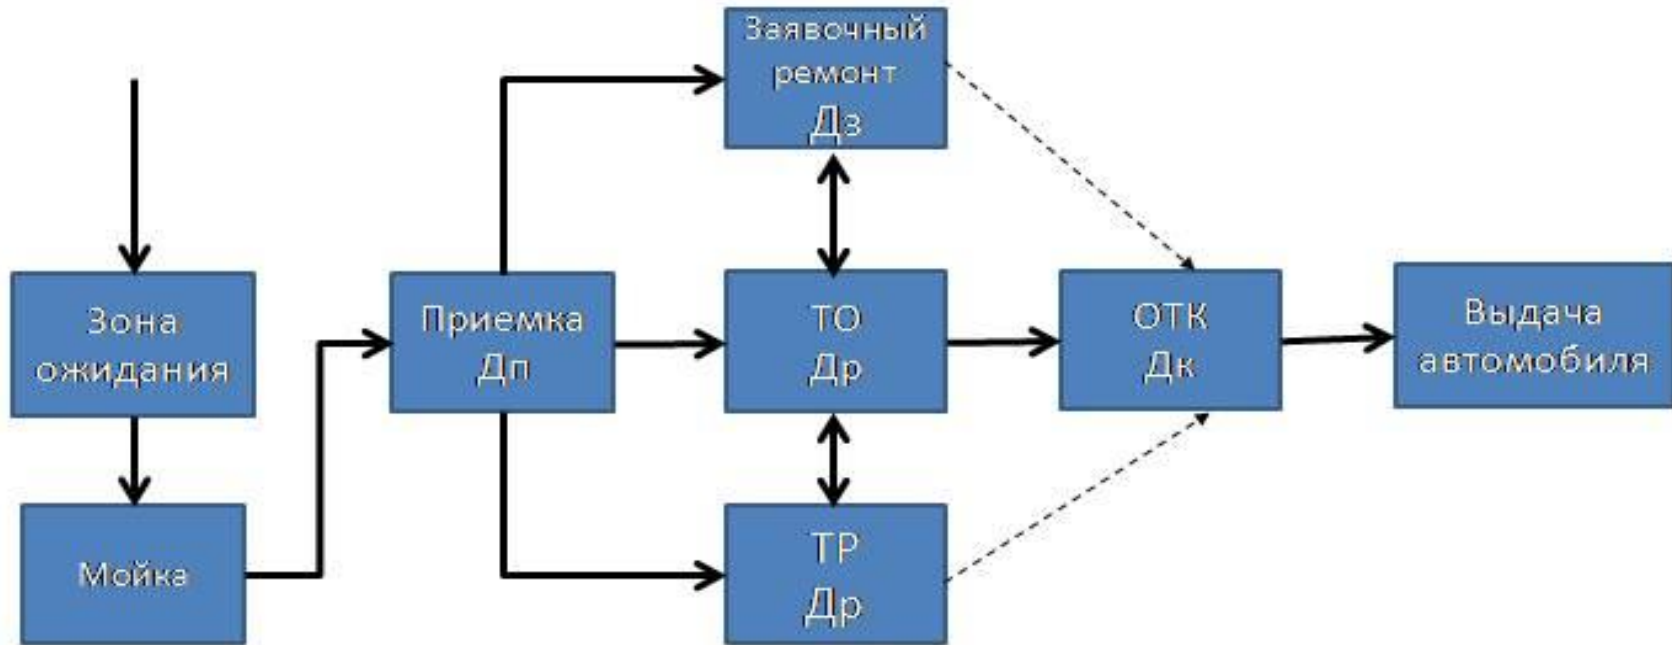 Заявочный
ремонт
Дз
Зона
ожидания
Приемка
Дп
ТО
Др
ОТК
Дк
Выдача
автомобиля
Мойка
ТР
Др